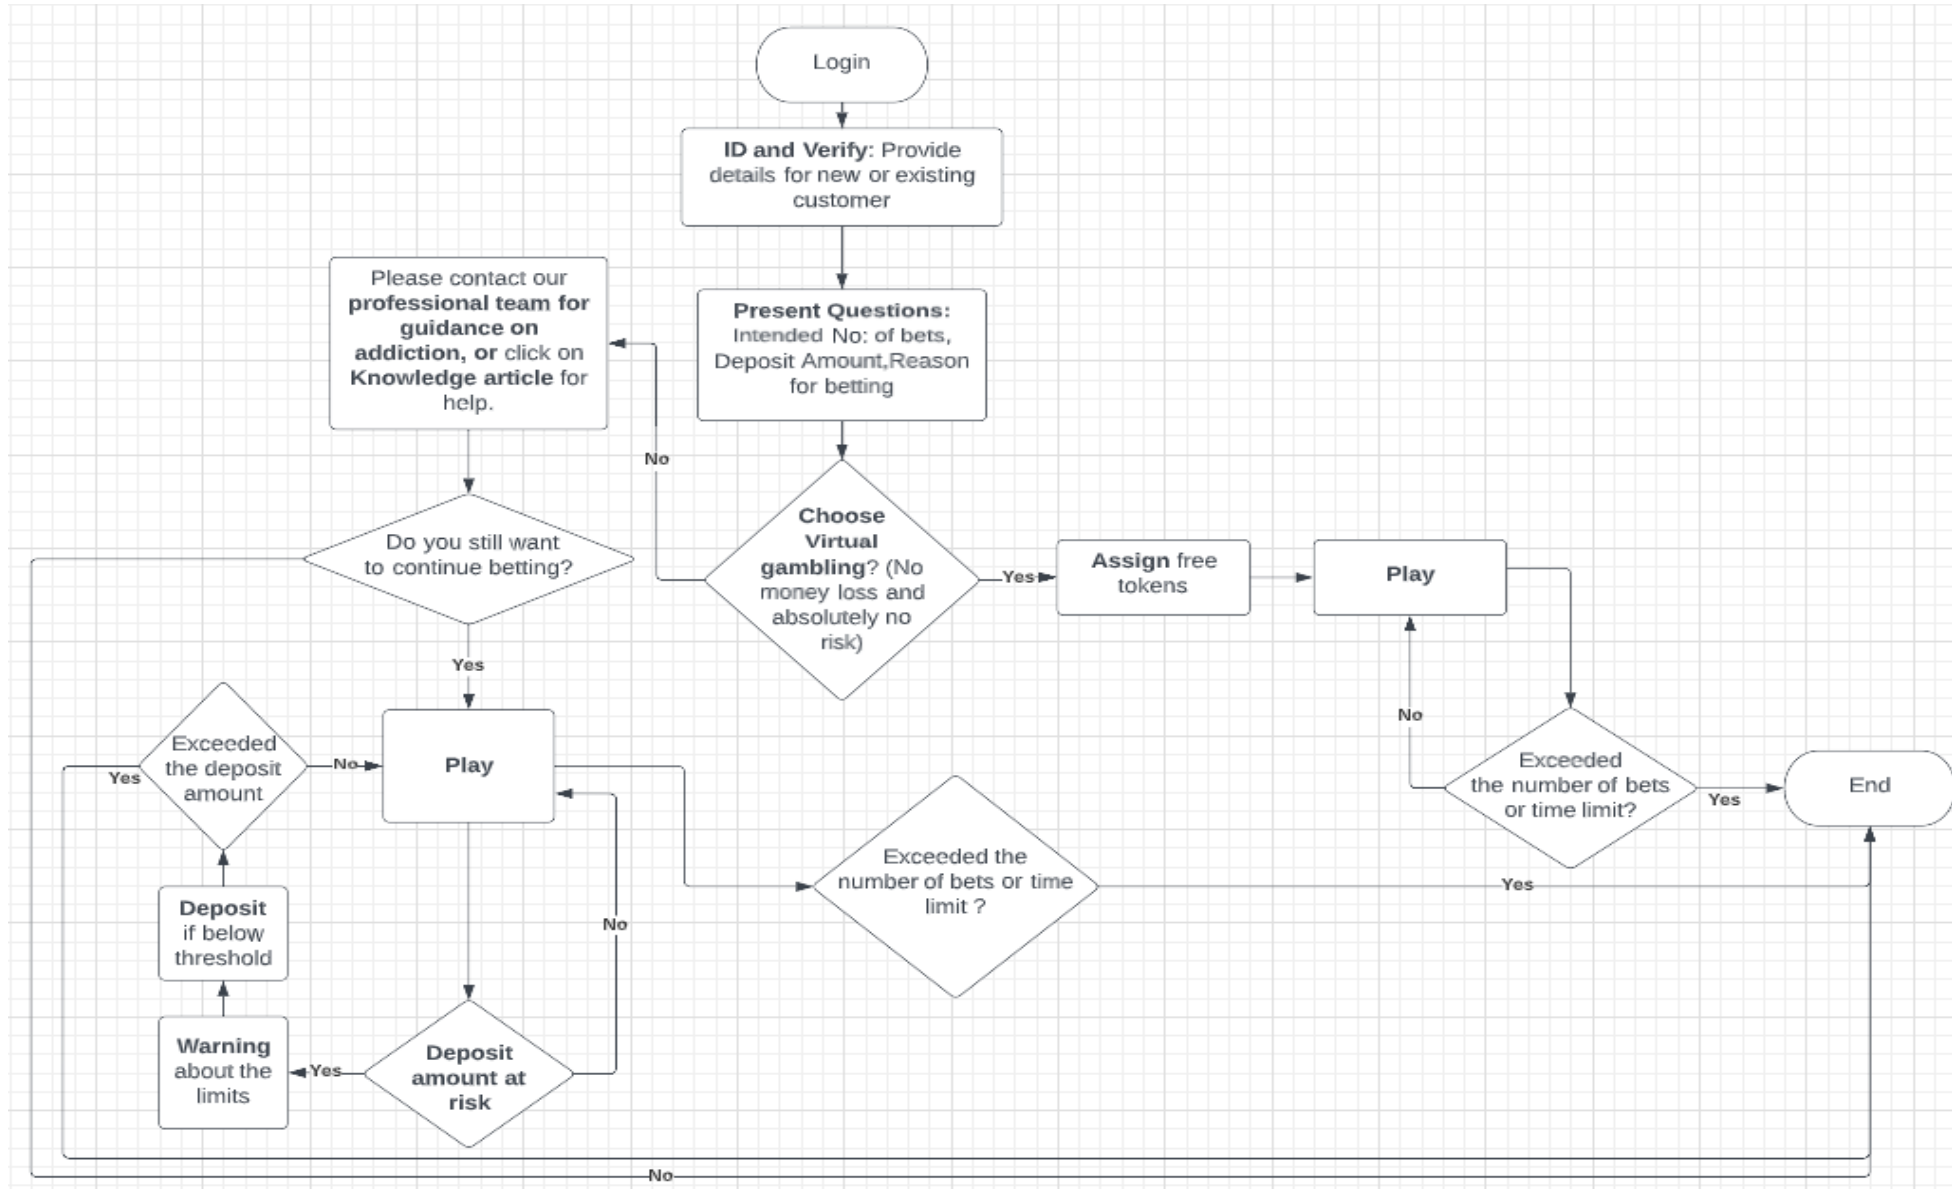 Login
ID and Verify: Provide
details for new or existing
customer
Please contact our
professional team for
guidance on
addiction, or click on
Knowledge article for
help.
Present Questions:
Intended No: of bets,
Deposit Amount,Reason
for betting
No
Choose
Virtual
gambling? (No
money loss and
absolutely no
risk)
Yes
Assign free
tokens
Play
Do you still want
to continue betting?
Yes
Exceeded
the deposit
amount
Yes
No
Play
No
Exceeded
the number of bets
or time limit?
Yes
End
Exceeded the
number of bets or time
limit ?
Yes
Deposit
if below
threshold
No
Warning
about the
limits
Yes
Deposit
amount at
risk
No